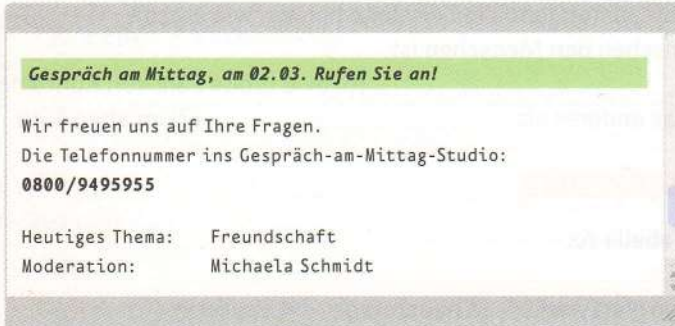 Gespräch am Mittag, am 02.03. Rufen Sie an!
Wir freuen uns auf Ihre Fragen.
Die Telefonnummer ins Gespräch-am-Mittag-Studio:
0800/9495955
Heutiges Thema: Freundschaft
Moderation: Michaela Schmidt